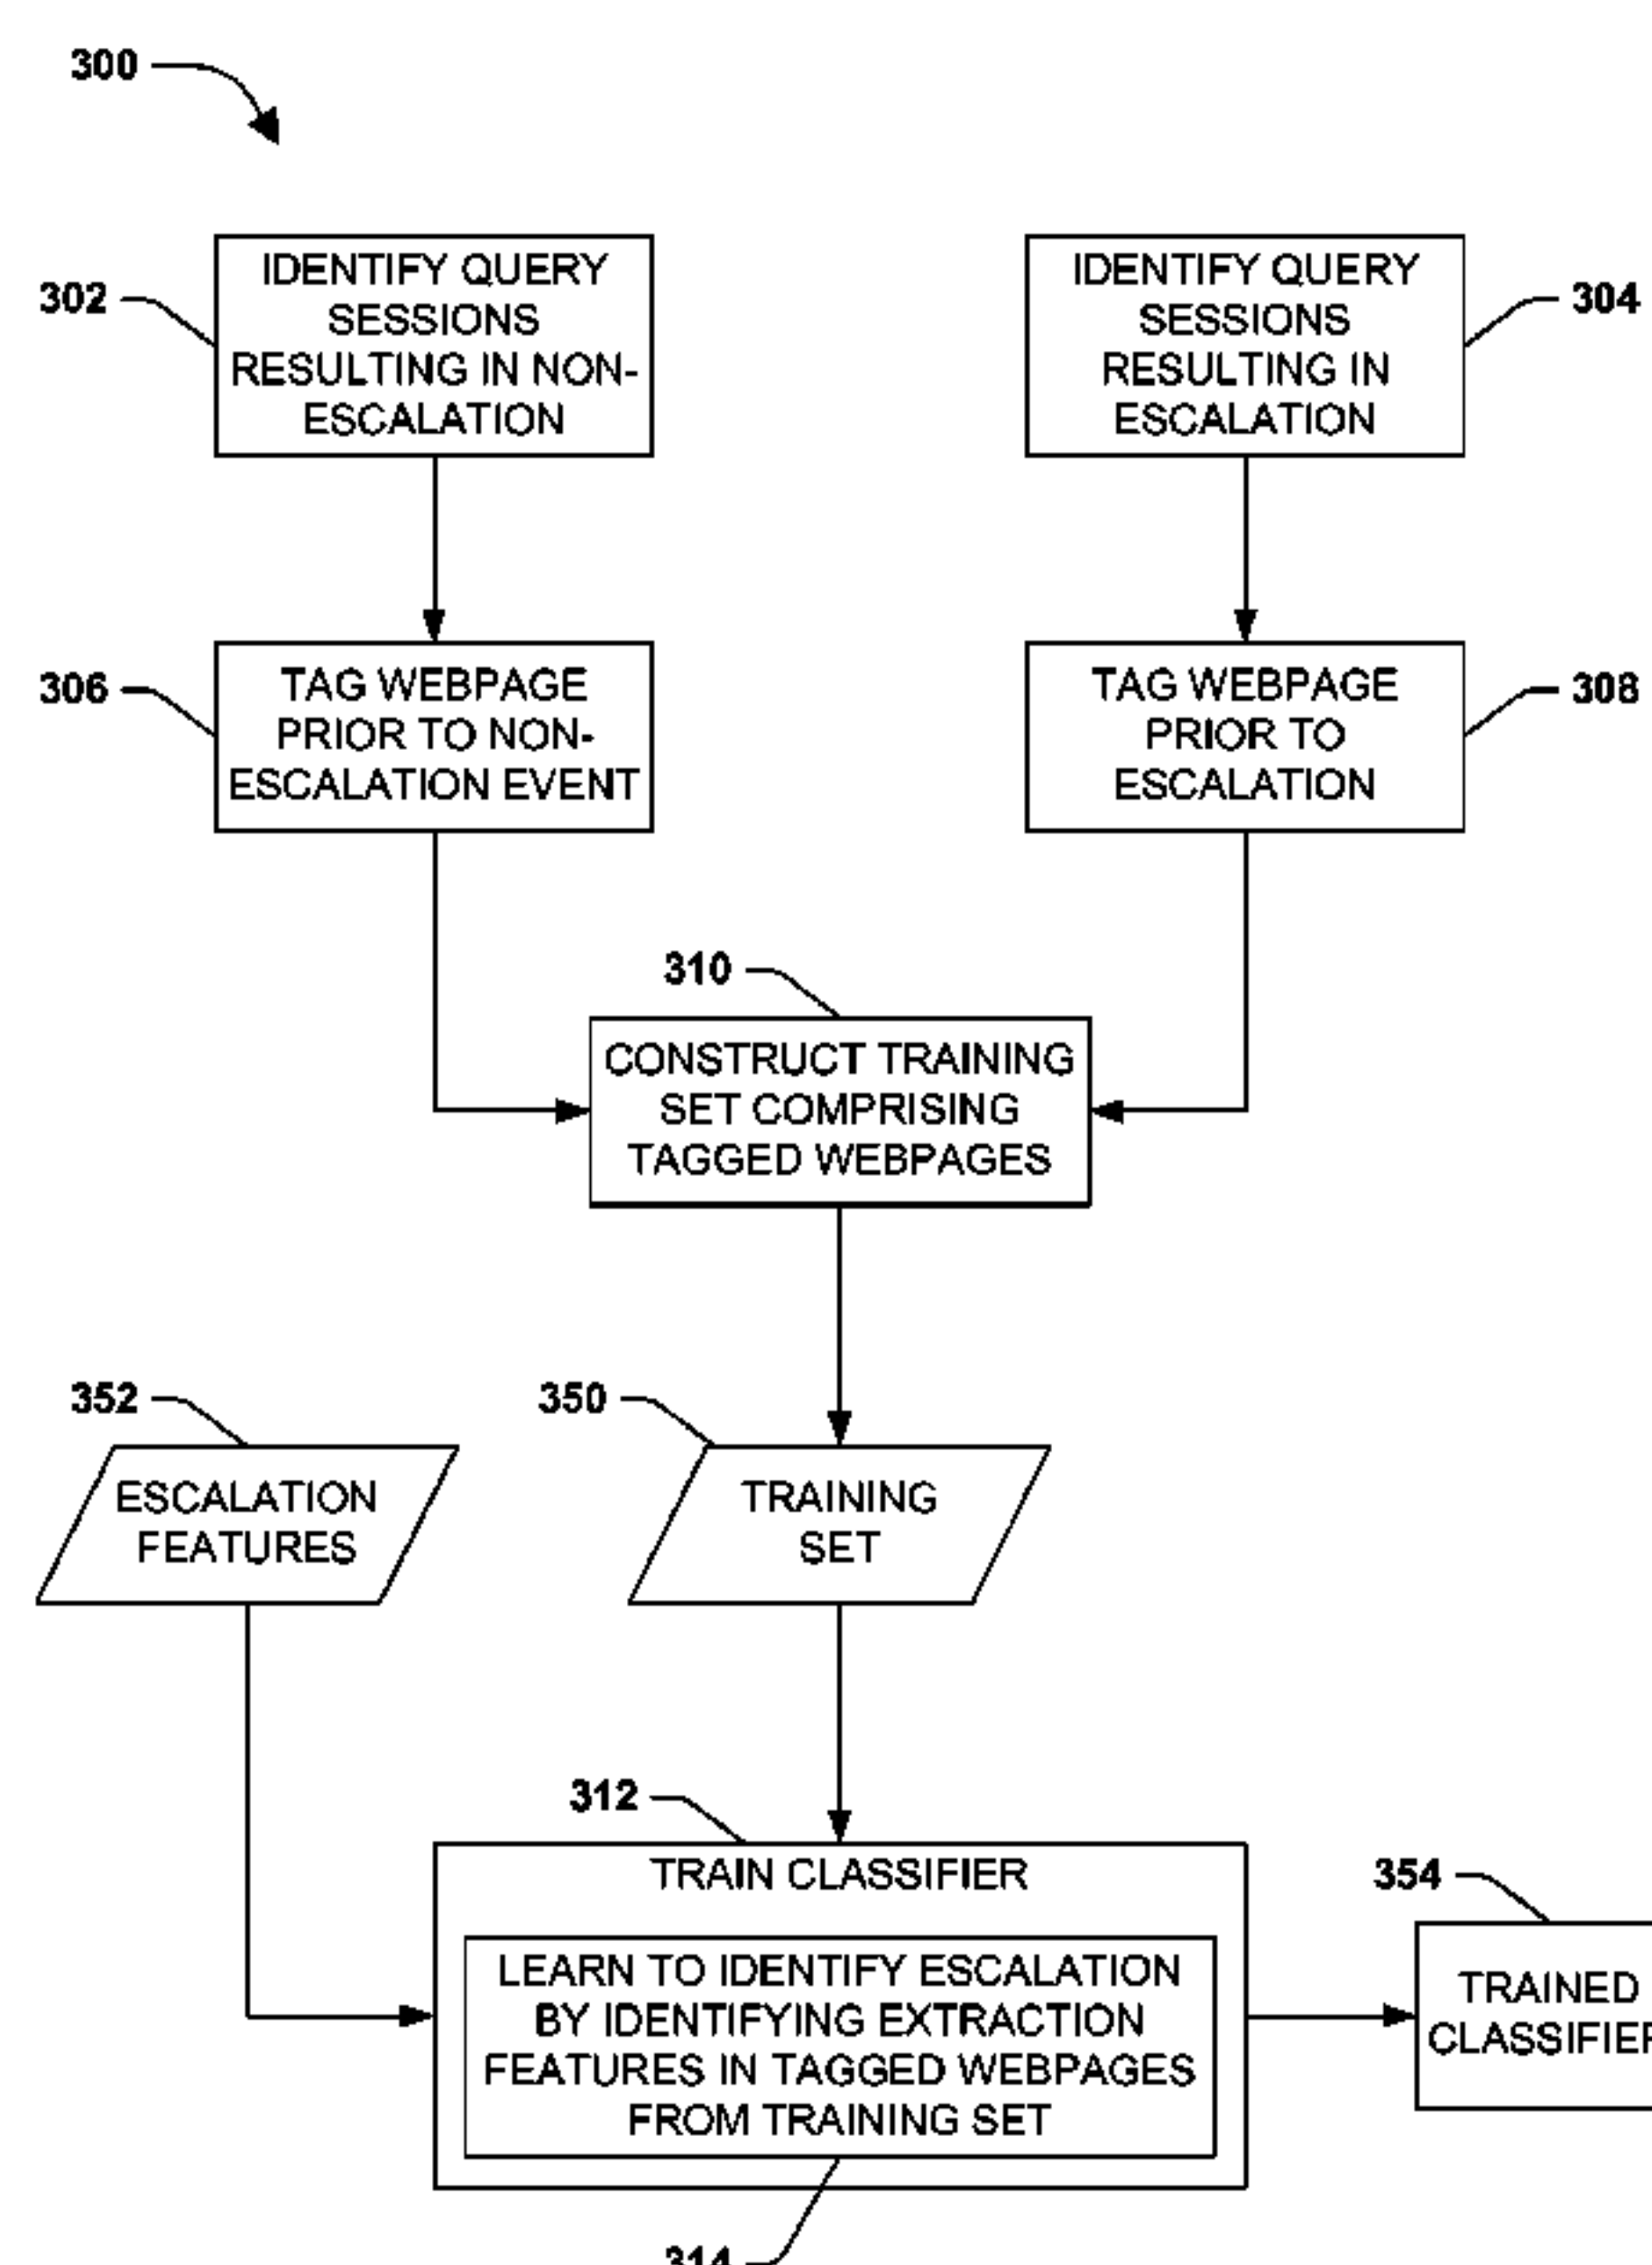 300
302
IDENTIFY QUERY
SESSIONS
RESULTING IN NON-
ESCALATION
IDENTIFY QUERY
SESSIONS
RESULTING IN
ESCALATION
304
306
TAG WEBPAGE
PRIOR TO NON-
ESCALATION EVENT
TAG WEBPAGE
PRIOR TO
ESCALATION
308
310
CONSTRUCT TRAINING
SET COMPRISING
TAGGED WEBPAGES
352
ESCALATION
FEATURES
350
TRAINING
SET
312
TRAIN CLASSIFIER
LEARN TO IDENTIFY ESCALATION
BY IDENTIFYING EXTRACTION
FEATURES IN TAGGED WEBPAGES
FROM TRAINING SET
314
354
TRAINED
CLASSIFIER